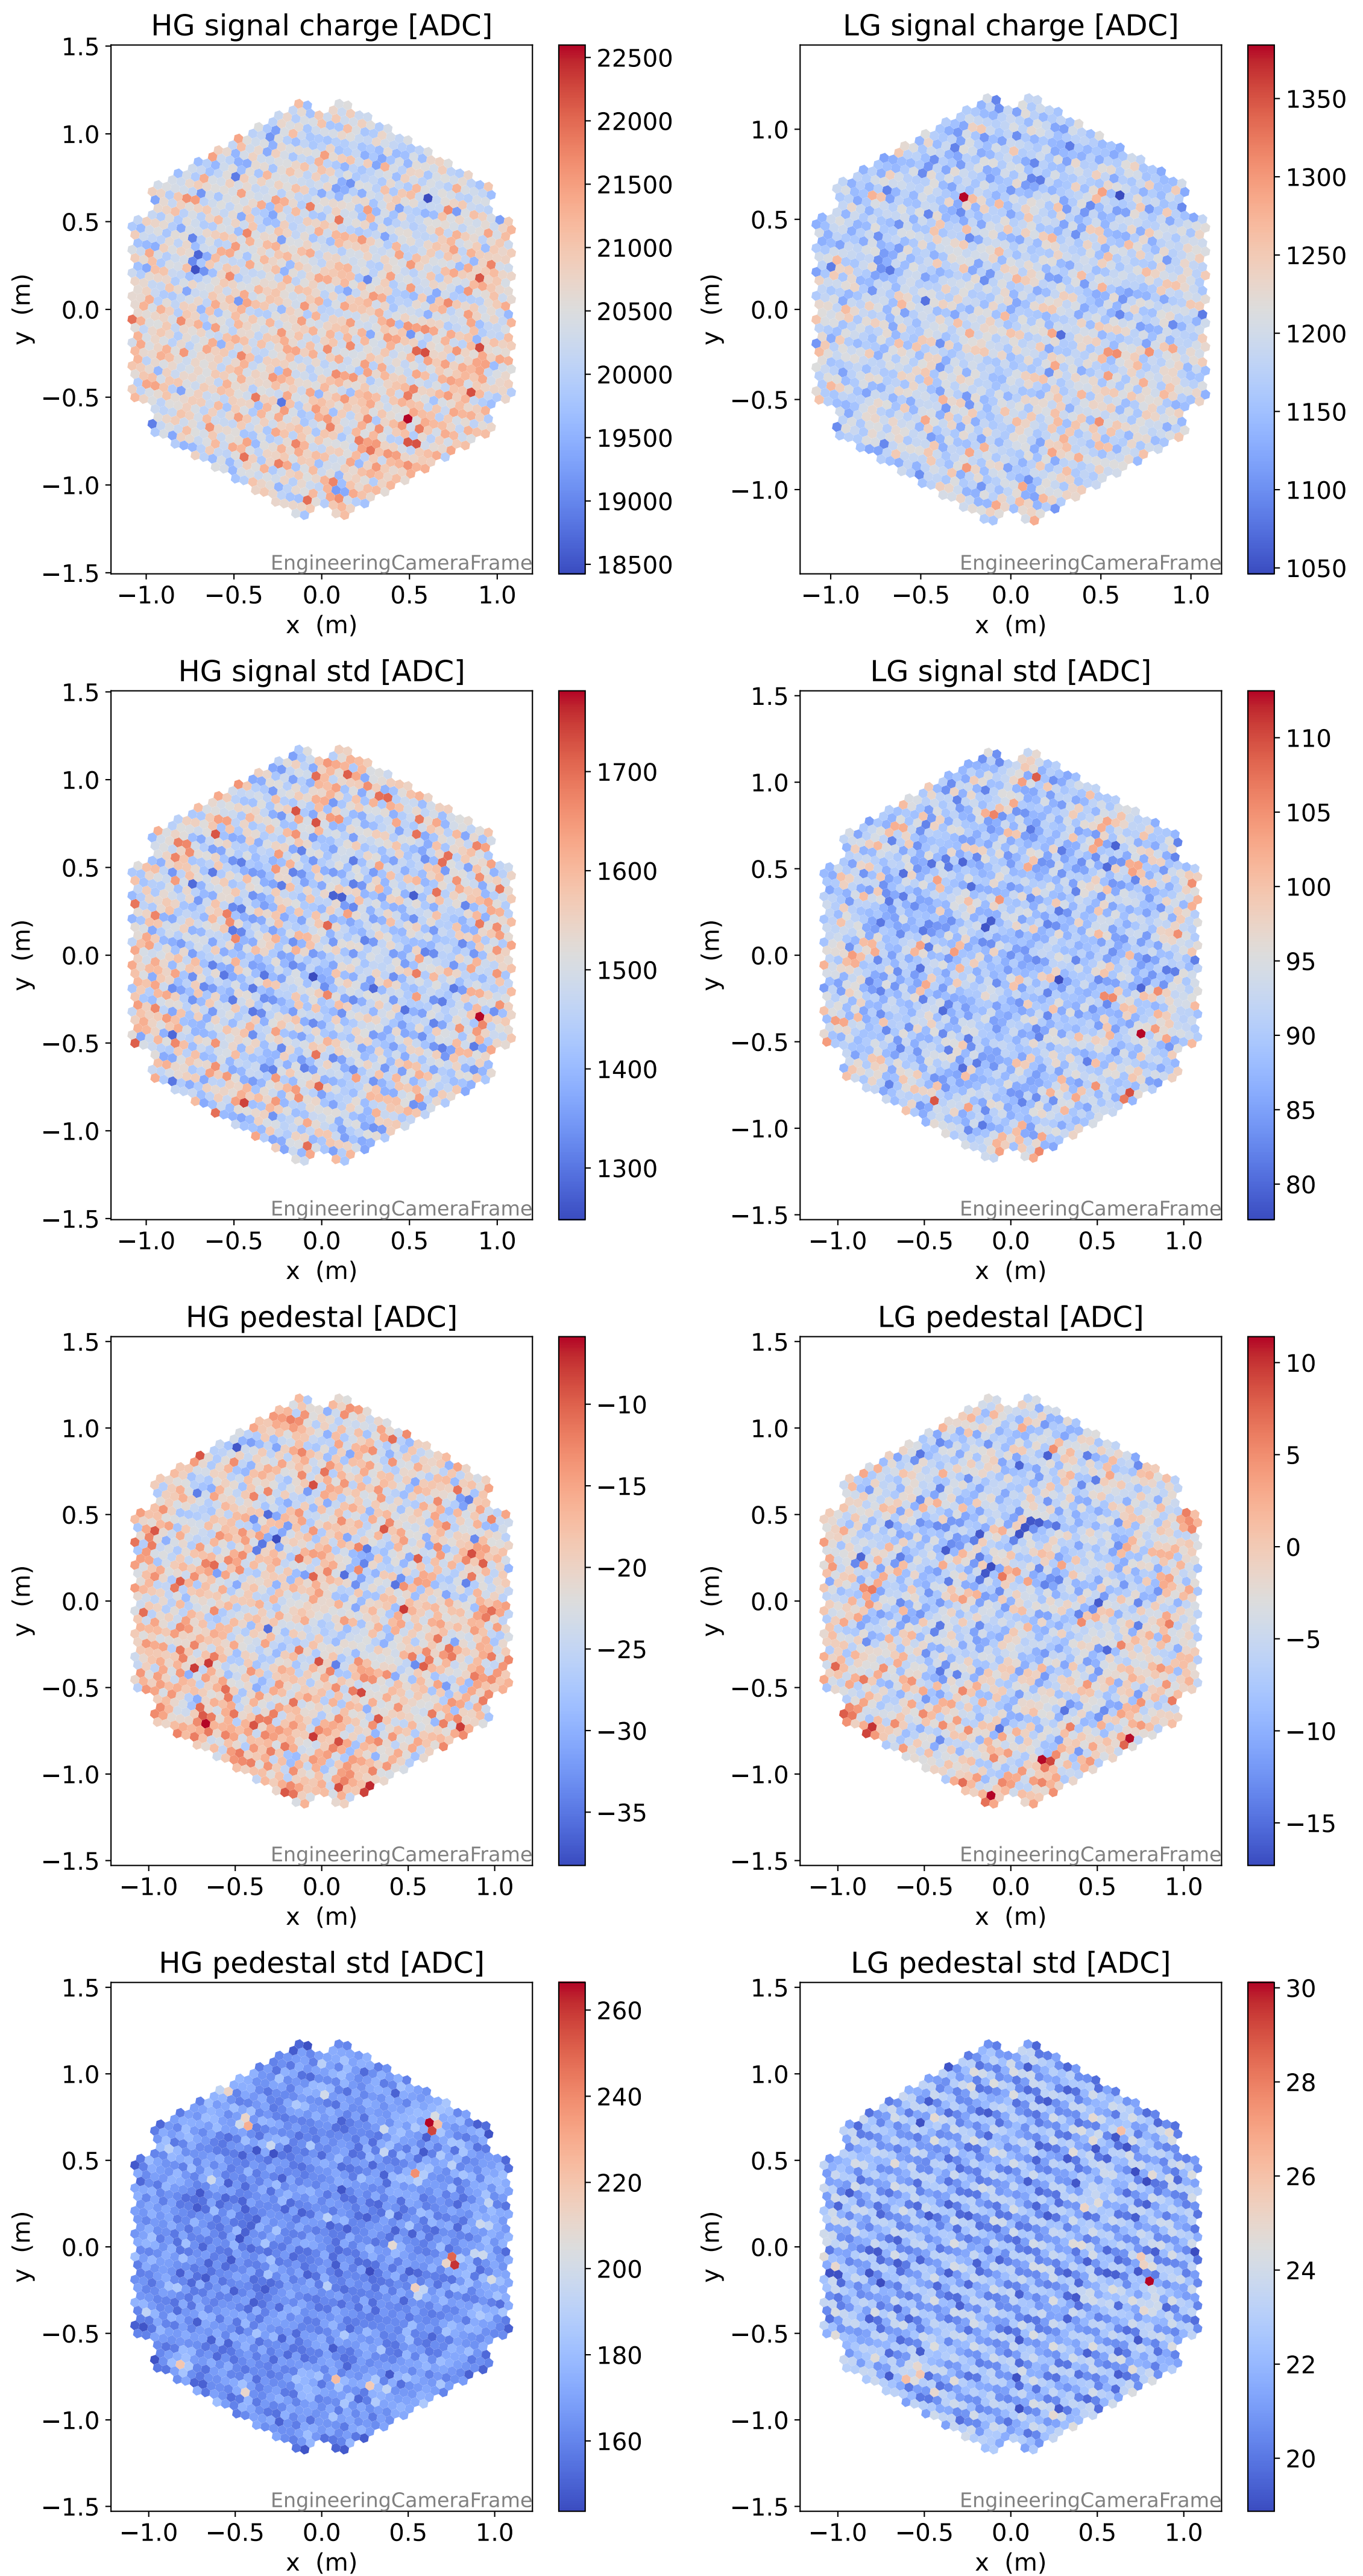 HG signal charge [ADC]
1.5
1.0
0.5
0.0
−0.5
−1.0
−1.5
y (m)
−1.0 −0.5 0.0 0.5 1.0
x (m)
EngineeringCameraFrame
22500
22000
21500
21000
20500
20000
19500
19000
18500
LG signal charge [ADC]
1.0
0.5
0.0
−0.5
−1.0
y (m)
−1.0 −0.5 0.0 0.5 1.0
x (m)
EngineeringCameraFrame
1350
1300
1250
1200
1150
1100
1050
HG signal std [ADC]
1.5
1.0
0.5
0.0
−0.5
−1.0
−1.5
y (m)
−1.0 −0.5 0.0 0.5 1.0
x (m)
EngineeringCameraFrame
1700
1600
1500
1400
1300
LG signal std [ADC]
1.5
1.0
0.5
0.0
−0.5
−1.0
−1.5
y (m)
−1.0 −0.5 0.0 0.5 1.0
x (m)
EngineeringCameraFrame
110
105
100
95
90
85
80
HG pedestal [ADC]
1.5
1.0
0.5
0.0
−0.5
−1.0
−1.5
y (m)
−1.0 −0.5 0.0 0.5 1.0
x (m)
EngineeringCameraFrame
−10
−15
−20
−25
−30
−35
LG pedestal [ADC]
1.5
1.0
0.5
0.0
−0.5
−1.0
−1.5
y (m)
−1.0 −0.5 0.0 0.5 1.0
x (m)
EngineeringCameraFrame
10
5
0
−5
−10
−15
HG pedestal std [ADC]
1.5
1.0
0.5
0.0
−0.5
−1.0
−1.5
y (m)
−1.0 −0.5 0.0 0.5 1.0
x (m)
EngineeringCameraFrame
260
240
220
200
180
160
LG pedestal std [ADC]
1.5
1.0
0.5
0.0
−0.5
−1.0
−1.5
y (m)
−1.0 −0.5 0.0 0.5 1.0
x (m)
EngineeringCameraFrame
30
28
26
24
22
20